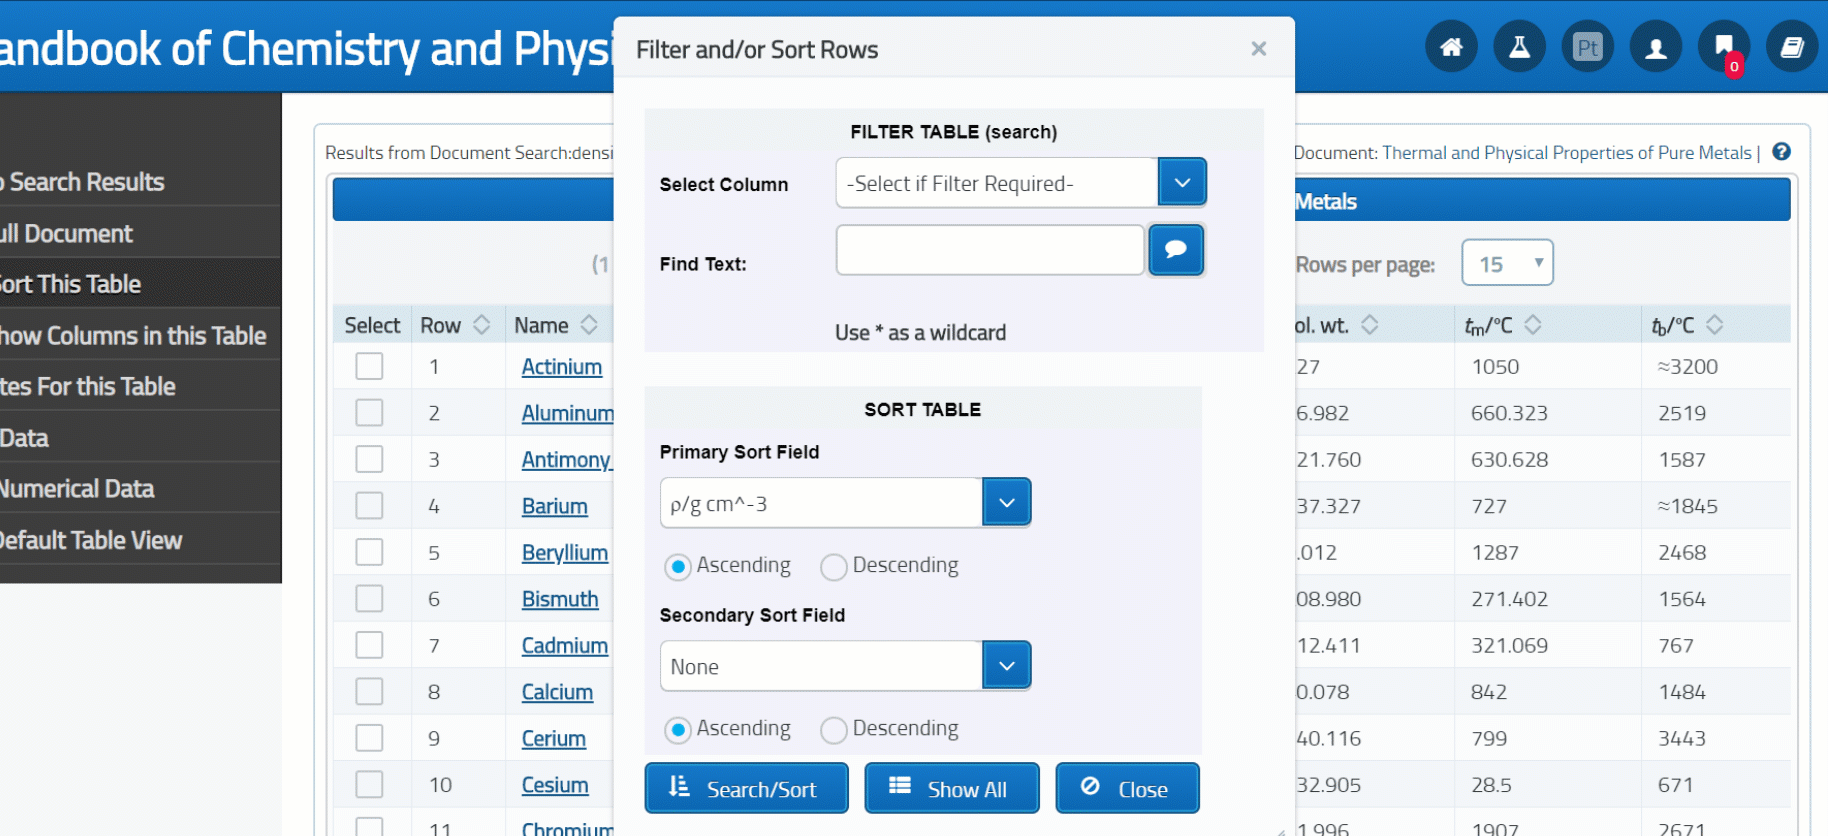 andbook of Chemistry and Physi
Pt
0
Search Results
ull Document
ort This Table
how Columns in this Table
tes For this Table
Data
Numerical Data
Default Table View
Results from Document Search:densi
Document: Thermal and Physical Properties of Pure Metals |
?
Metals
(1
Rows per page: 15
Select Row Name ol. wt. tm/°C tb/°C
1 Actinium 27 1050 ≈3200
2 Aluminum 6.982 660.323 2519
3 Antimony 21.760 630.628 1587
4 Barium 37.327 727 ≈1845
5 Beryllium .012 1287 2468
6 Bismuth 08.980 271.402 1564
7 Cadmium 12.411 321.069 767
8 Calcium 0.078 842 1484
9 Cerium 40.116 799 3443
10 Cesium 32.905 28.5 671
11 Chromium 1.996 1907 2671
Filter and/or Sort Rows
×
FILTER TABLE (search)
Select Column
-Select if Filter Required-
Find Text:
Use * as a wildcard
SORT TABLE
Primary Sort Field
ρ/g cm^-3
Ascending Descending
Secondary Sort Field
None
Ascending Descending
Search/Sort Show All Close